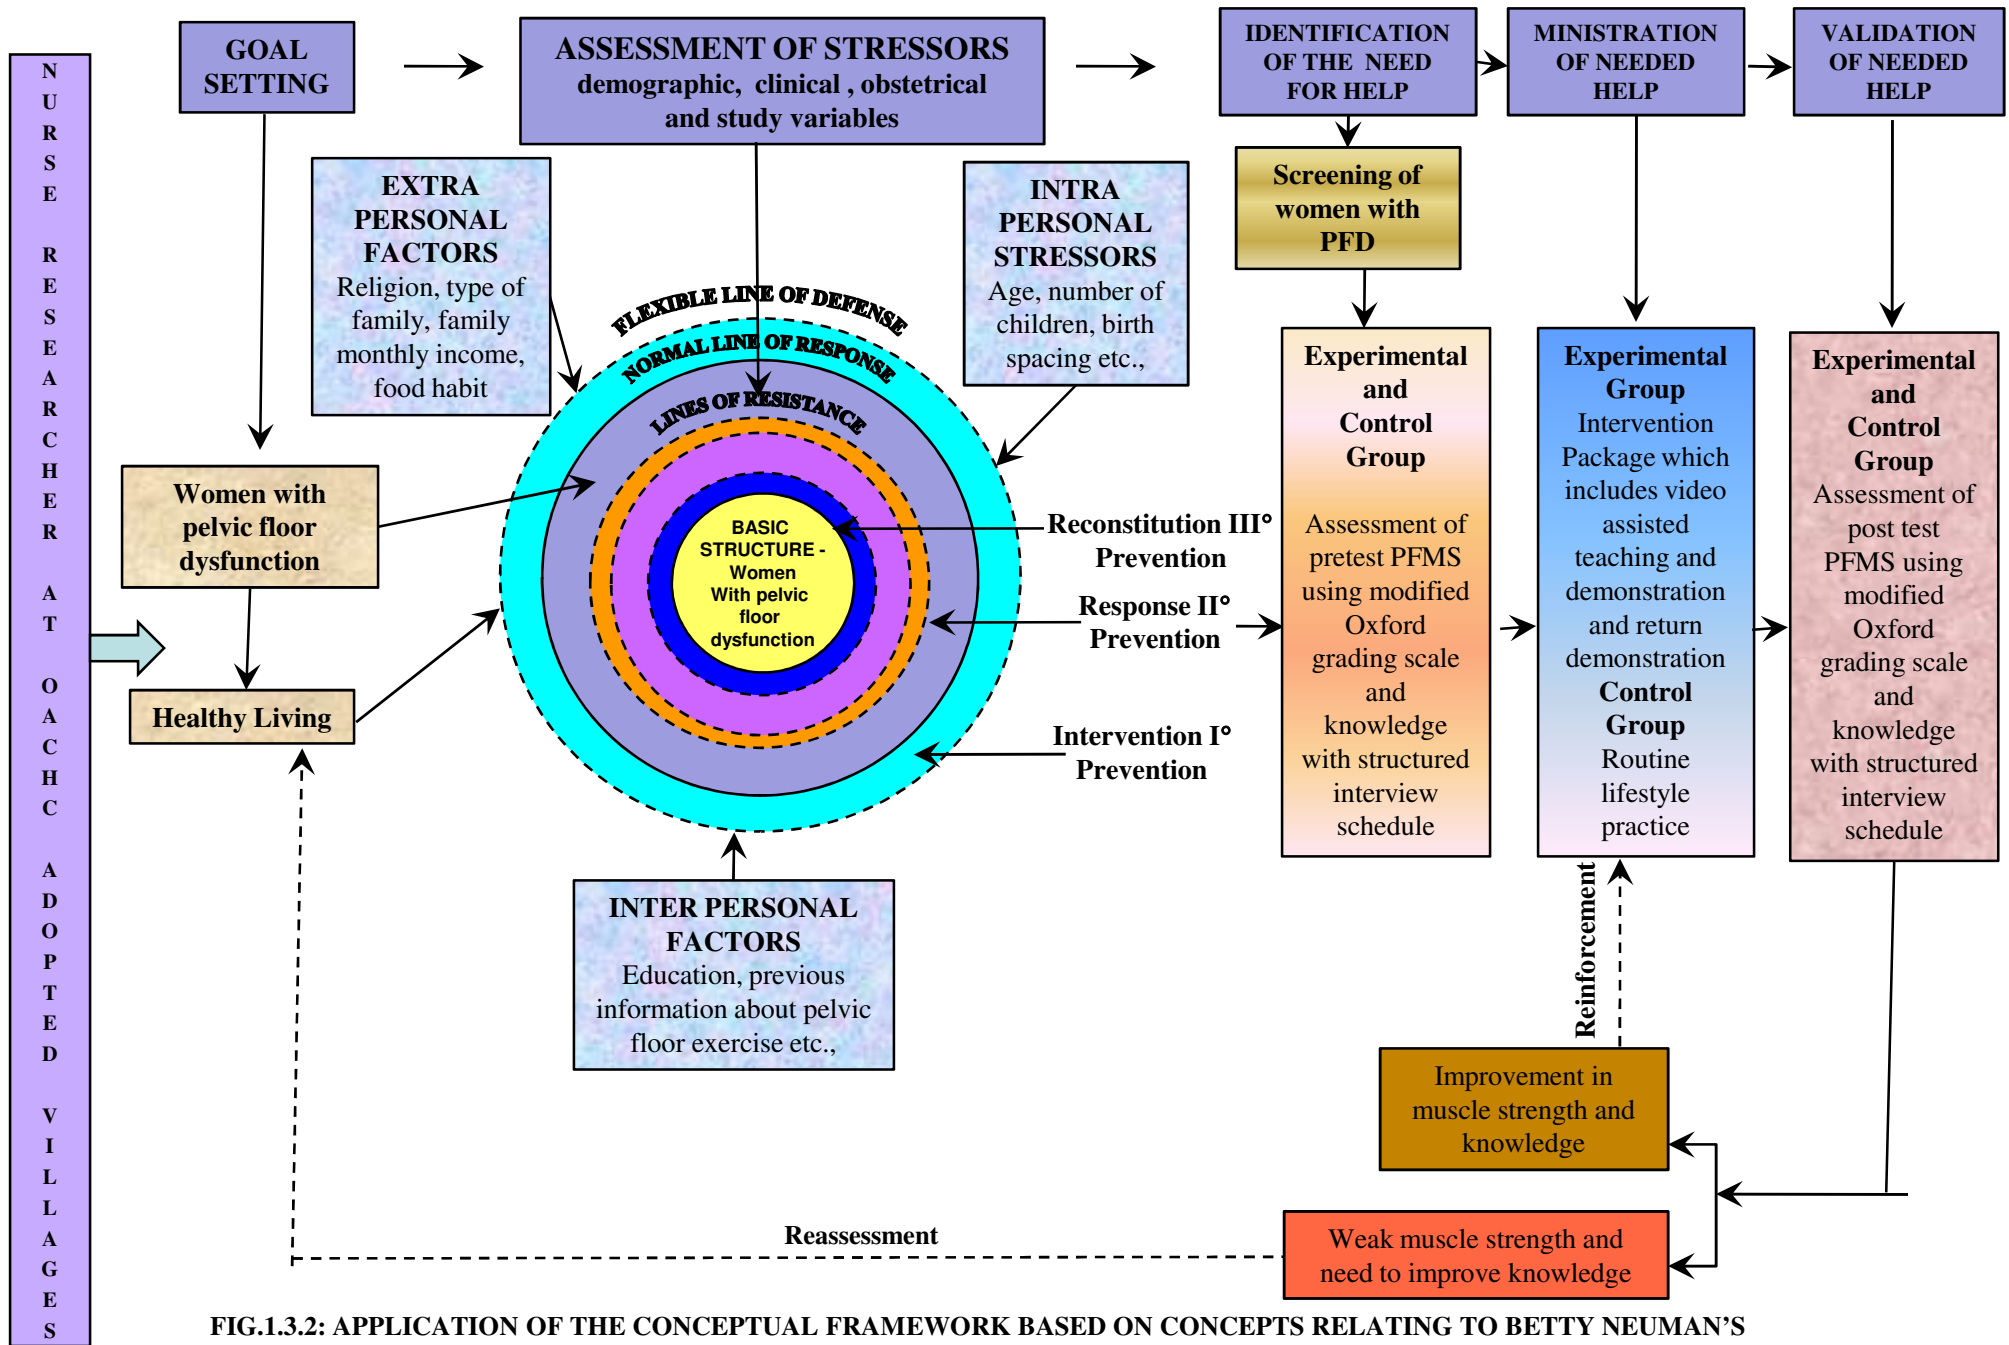 NURSE RESEARCHER AT OACHC ADOPTED VILLAGES
GOAL
SETTING
ASSESSMENT OF STRESSORS
demographic, clinical , obstetrical
and study variables
IDENTIFICATION
OF THE NEED
FOR HELP
MINISTRATION
OF NEEDED
HELP
VALIDATION
OF NEEDED
HELP
EXTRA
PERSONAL
FACTORS
Religion, type of
family, family
monthly income,
food habit
INTRA
PERSONAL
STRESSORS
Age, number of
children, birth
spacing etc.,
Screening of
women with
PFD
FLEXIBLE LINE OF DEFENSE
NORMAL LINE OF RESPONSE
LINES OF RESISTANCE
BASIC
STRUCTURE -
Women
With pelvic
floor
dysfunction
Women with
pelvic floor
dysfunction
Healthy Living
Reconstitution III°
Prevention
Response II°
Prevention
Intervention I°
Prevention
INTER PERSONAL
FACTORS
Education, previous
information about pelvic
floor exercise etc.,
Experimental
and
Control
Group
Assessment of
pretest PFMS
using modified
Oxford
grading scale
and
knowledge
with structured
interview
schedule
Experimental
Group
Intervention
Package which
includes video
assisted
teaching and
demonstration
and return
demonstration
Control
Group
Routine
lifestyle
practice
Experimental
and
Control
Group
Assessment of
post test
PFMS using
modified
Oxford
grading scale
and
knowledge
with structured
interview
schedule
Reinforcement
Improvement in
muscle strength and
knowledge
Weak muscle strength and
need to improve knowledge
Reassessment
FIG.1.3.2: APPLICATION OF THE CONCEPTUAL FRAMEWORK BASED ON CONCEPTS RELATING TO BETTY NEUMAN'S